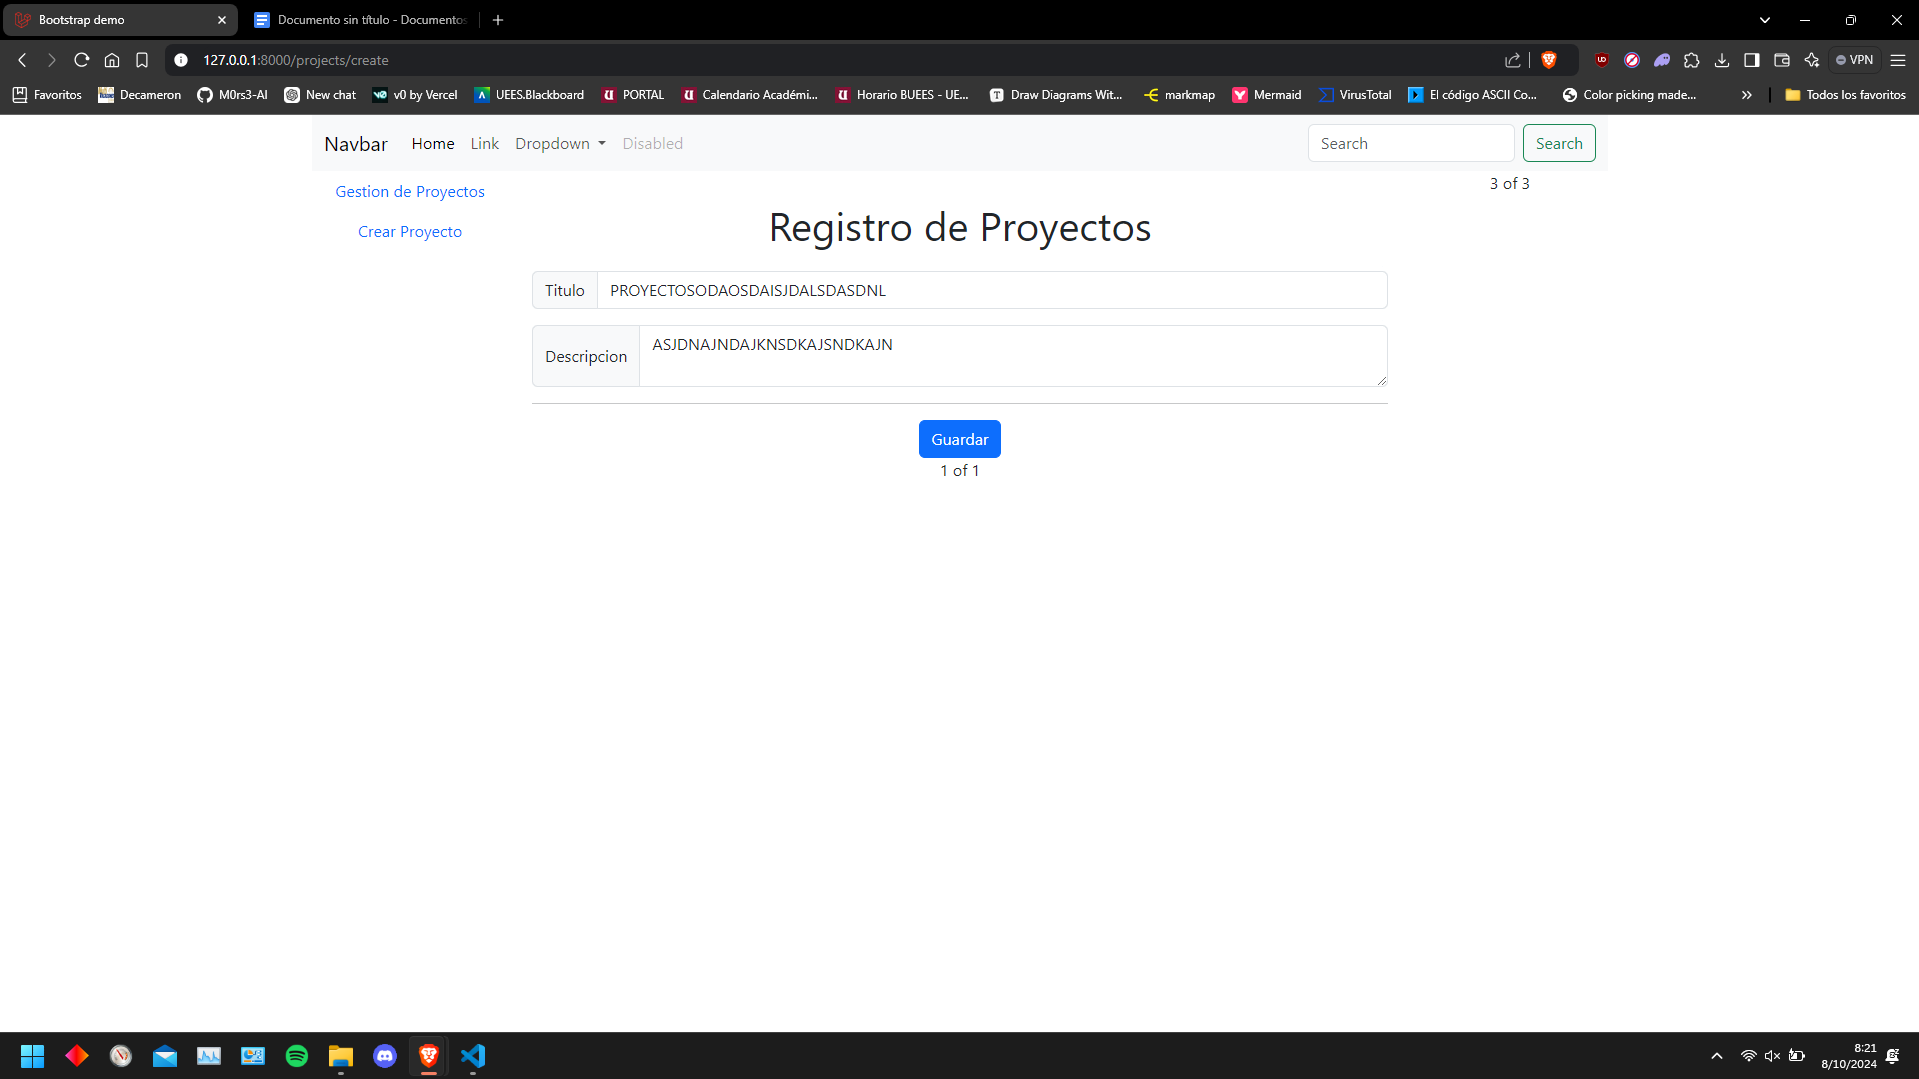 Bootstrap demo
Documento sin título - Documentos
127.0.0.1:8000/projects/create
VPN
Favoritos
Decameron
M0rs3-AI
New chat
v0 by Vercel
UEES.Blackboard
PORTAL
Calendario Académi...
Horario BUEES - UE...
Draw Diagrams Wit...
markmap
Mermaid
VirusTotal
El código ASCII Co...
Color picking made...
Todos los favoritos
Navbar
Home
Link
Dropdown
Disabled
Search
Search
Gestion de Proyectos
3 of 3
Crear Proyecto
Registro de Proyectos
Titulo
PROYECTOSODAOSDAISJDALSDASDNL
Descripcion
ASJDNAJNDAJKNSDKAJSNDKAJN
Guardar
1 of 1
8:21
8/10/2024